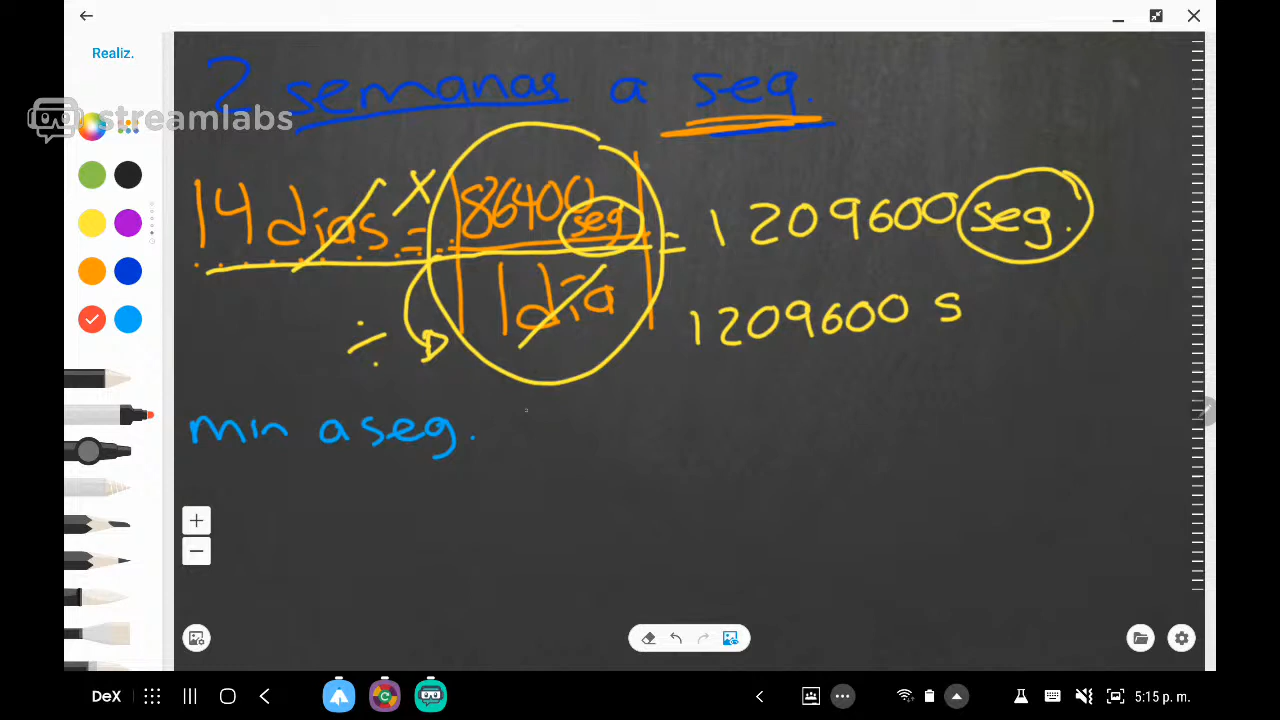 Realiz.
streamlabs
2 semanas a seg.
14 días 86400 seg = 1209600 seg.
1 día
÷
1209600 s
min a seg.
DeX
5:15 p. m.